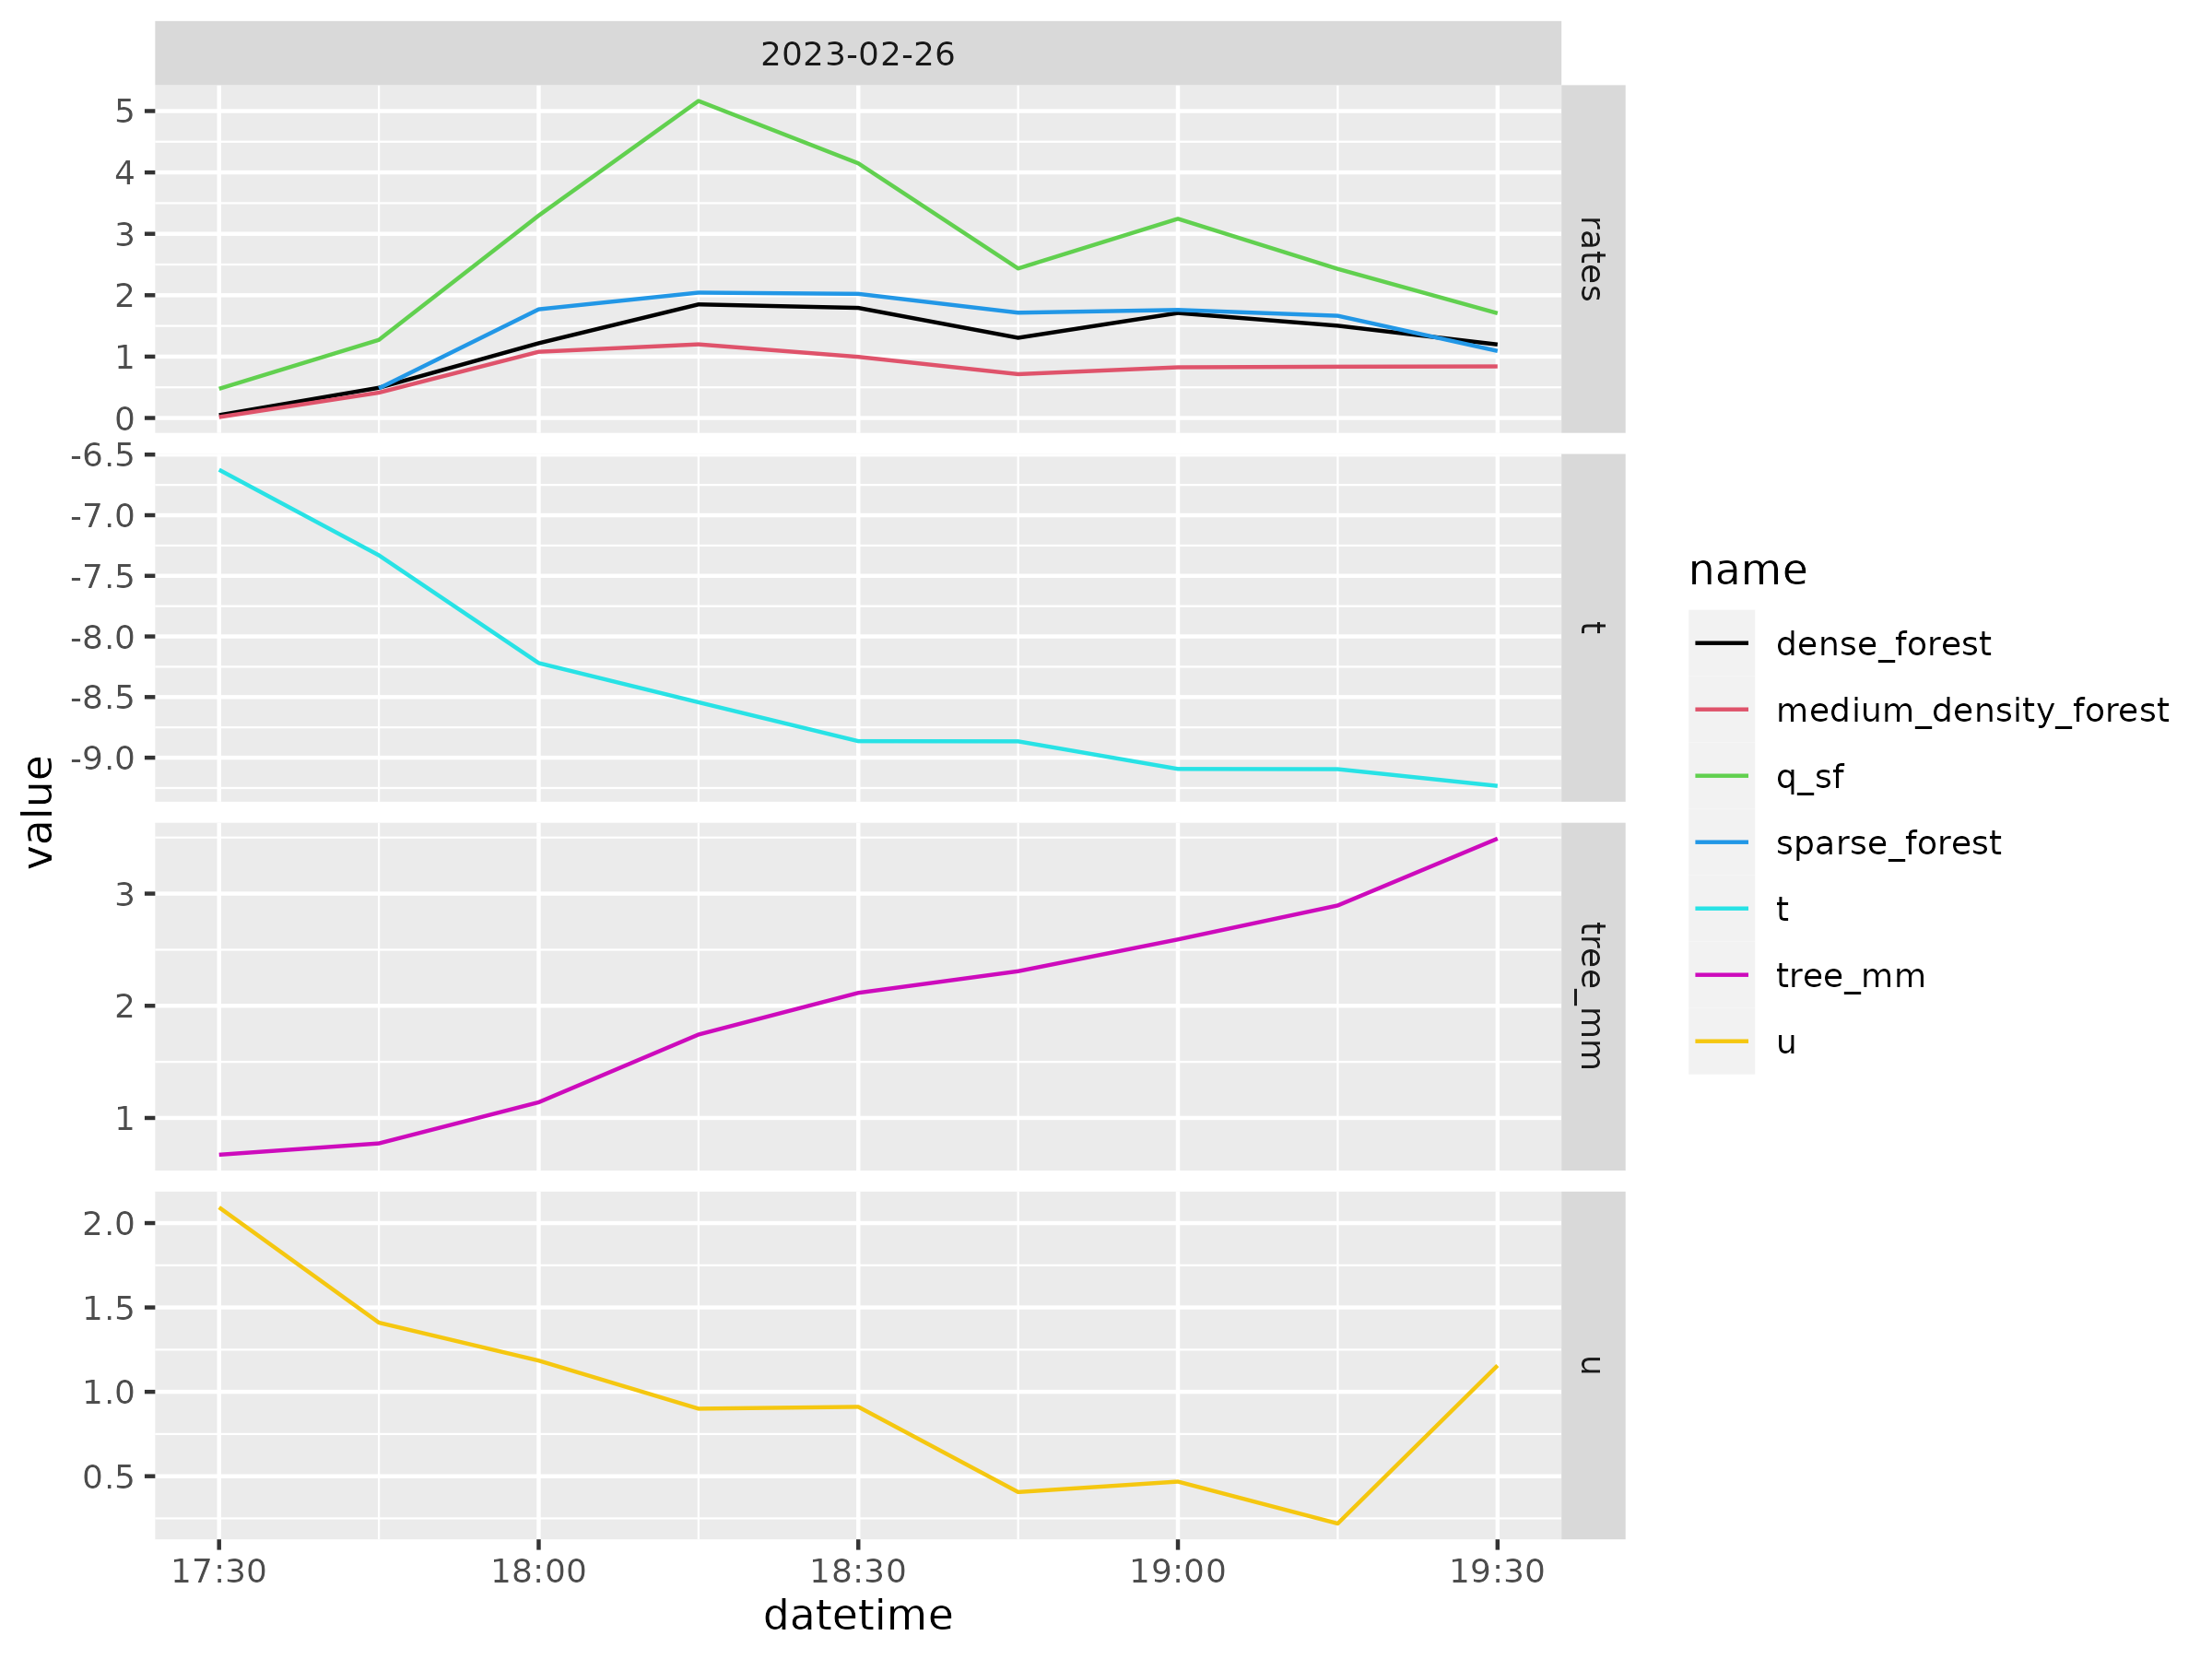 2023-02-26
5
4
3
2
1
0
rates
-6.5
-7.0
-7.5
-8.0
-8.5
-9.0
t
3
2
1
tree_mm
2.0
1.5
1.0
0.5
u
17:30 18:00 18:30 19:00 19:30
datetime
value
name
dense_forest
medium_density_forest
q_sf
sparse_forest
t
tree_mm
u